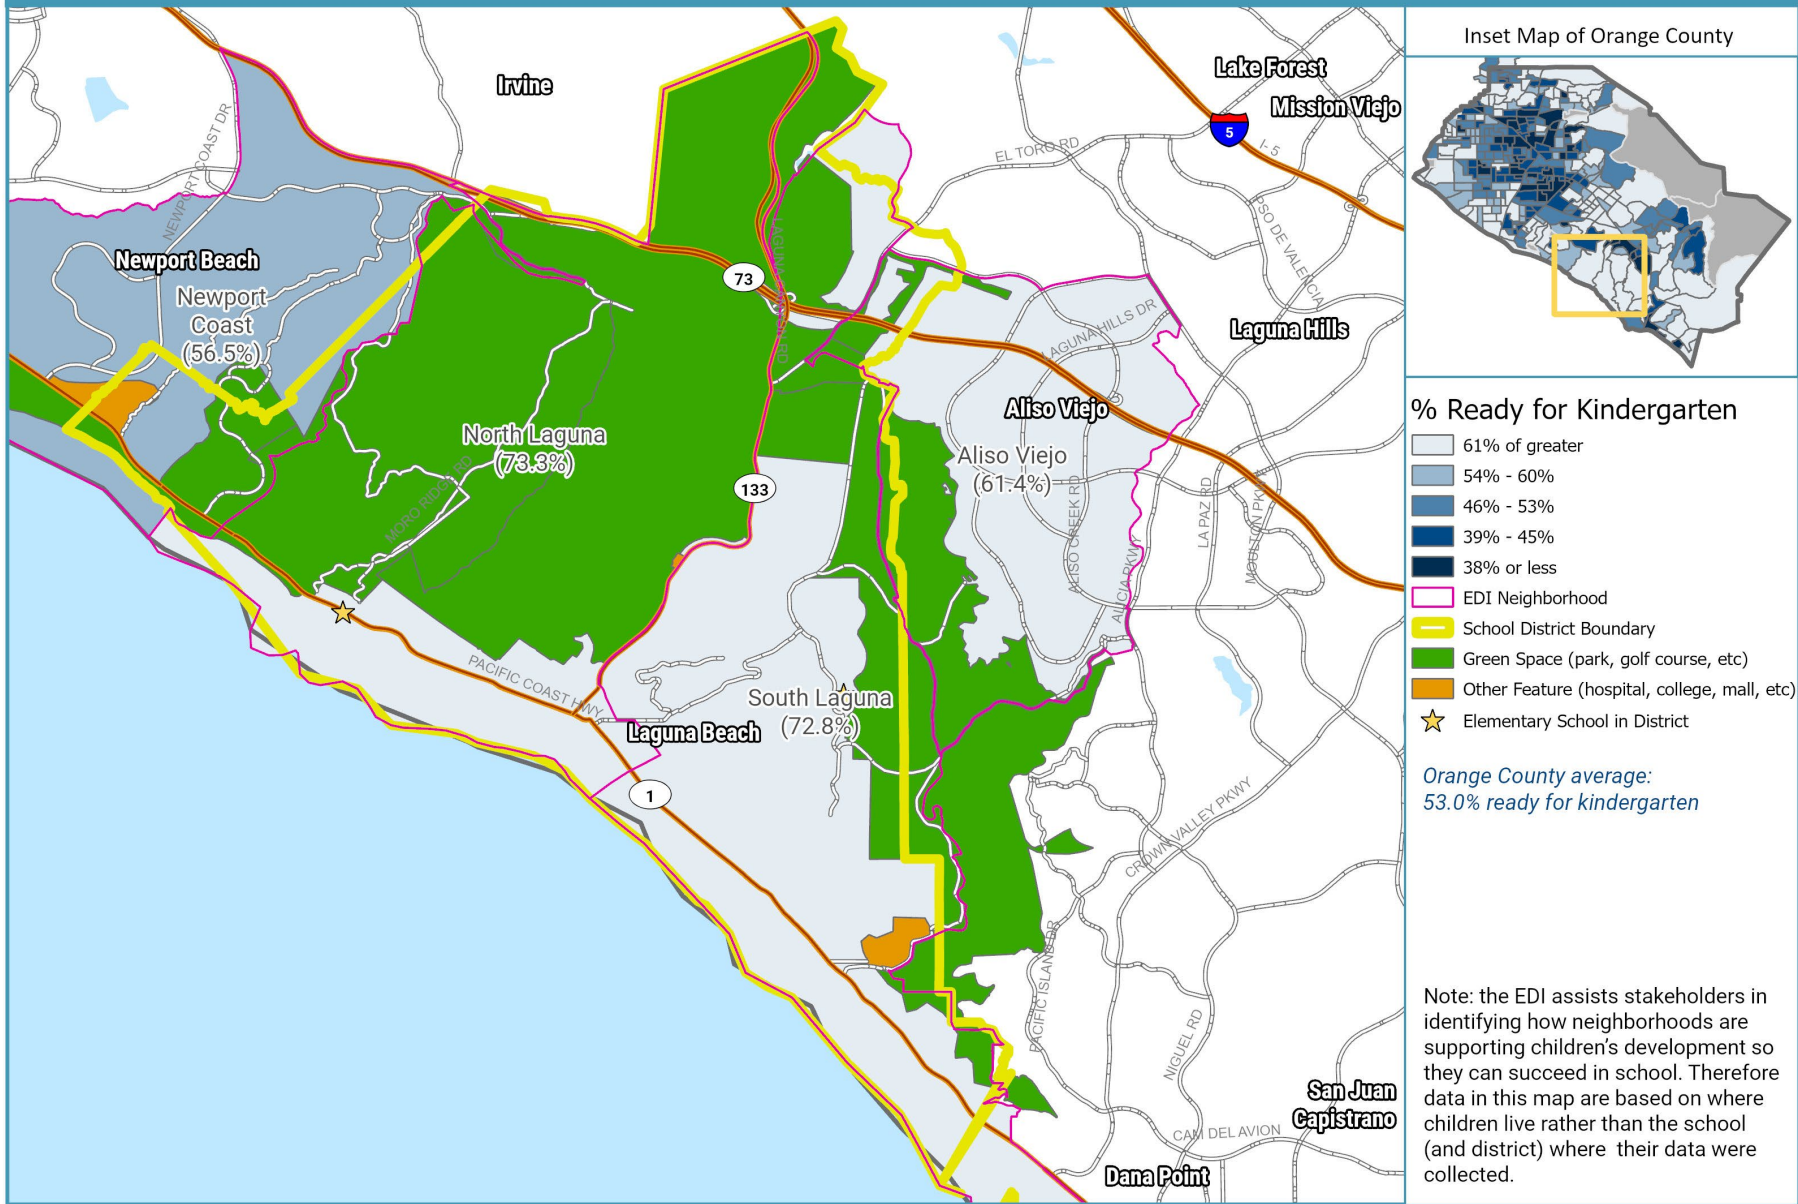 Irvine
Lake Forest
Mission Viejo
5
I-5
EL TORO RD
NEWPORT COAST DR
Newport Beach
Newport
Coast
(56.5%)
73
LAGUNA HILLS DR
Laguna Hills
Aliso Viejo
North Laguna
(73.3%)
Aliso Viejo
(61.4%)
133
MORO RIDGE RD
ALISO CREEK RD
LA PAZ RD
MOULTON PKWY
ALICIA PKWY
PACIFIC COAST HWY
South Laguna
(72.8%)
Laguna Beach
1
CROWN VALLEY PKWY
PACIFIC ISLAND DR
NIGUEL RD
San Juan
Capistrano
CAM DEL AVION
Dana Point
Inset Map of Orange County
% Ready for Kindergarten
61% of greater
54% - 60%
46% - 53%
39% - 45%
38% or less
EDI Neighborhood
School District Boundary
Green Space (park, golf course, etc)
Other Feature (hospital, college, mall, etc)
Elementary School in District
Orange County average:
53.0% ready for kindergarten
Note: the EDI assists stakeholders in
identifying how neighborhoods are
supporting children's development so
they can succeed in school. Therefore
data in this map are based on where
children live rather than the school
(and district) where their data were
collected.